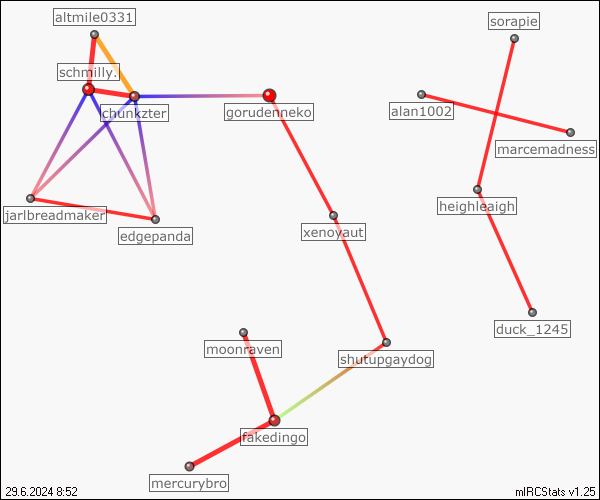 altmile0331
sorapie
schmilly.
chunkzter
gorudenneko
alan1002
marcemadness
jarlbreadmaker
heighleaigh
edgepanda
xenoyaut
duck_1245
moonraven
shutupgaydog
fakedingo
mercurybro
29.6.2024 8:52
mIRCStats v1.25